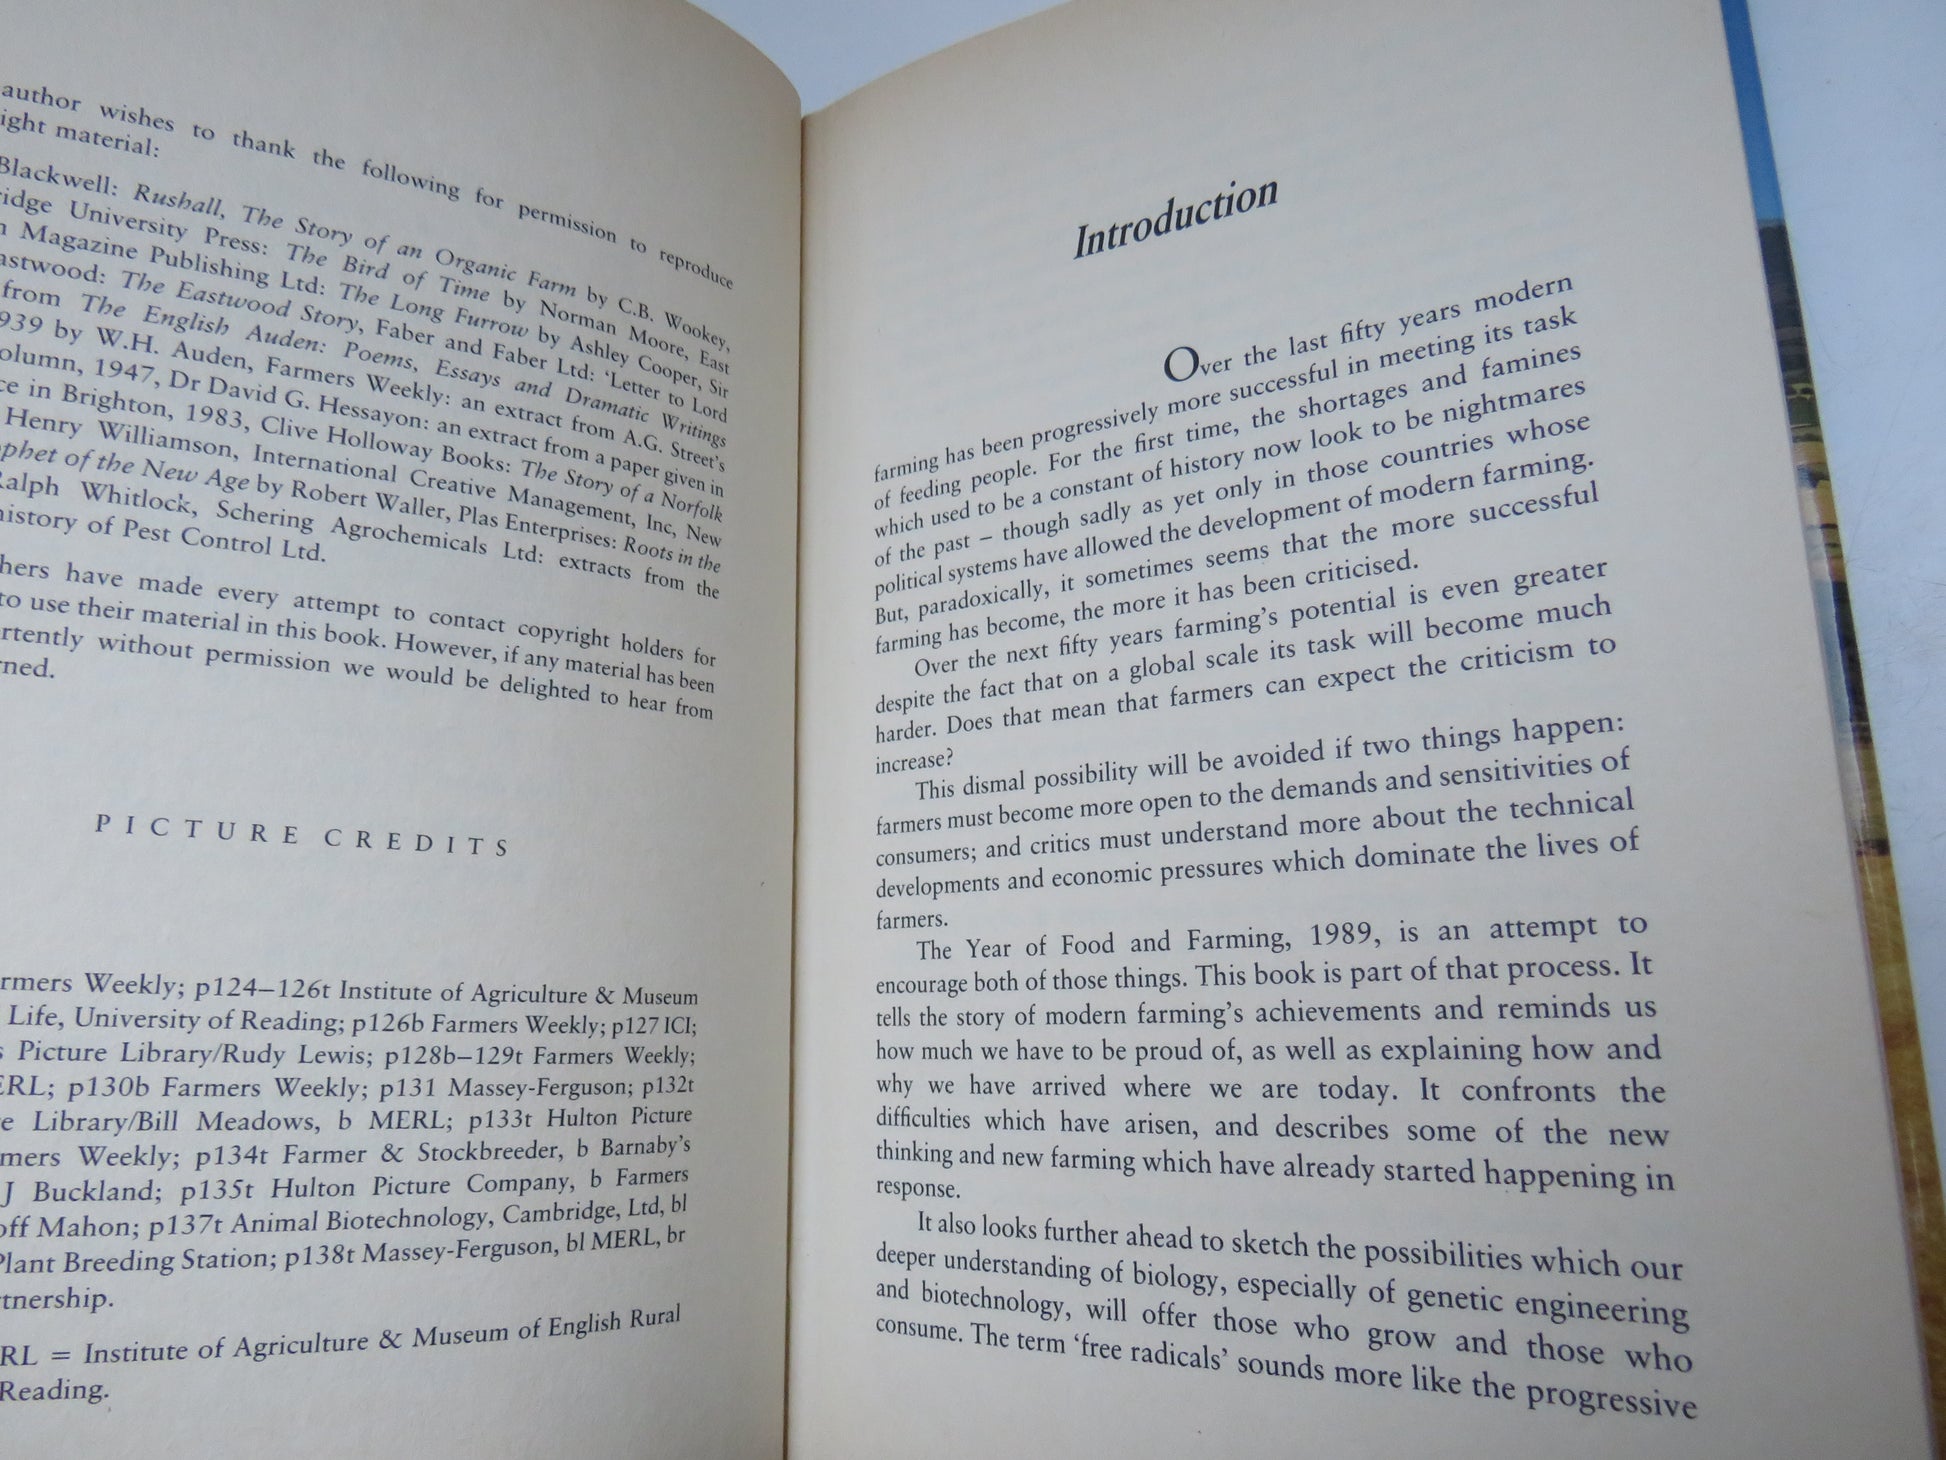 author wishes to thank the following for permission to reproduce
ight material:
Blackwell: Rushall, The Story of an Organic Farm by C.B. Wookey,
ridge University Press: The Bird of Time by Norman Moore, East
n Magazine Publishing Ltd: The Long Furrow by Ashley Cooper, Sir
astwood: The Eastwood Story, Faber and Faber Ltd: 'Letter to Lord
from The English Auden: Poems, Essays and Dramatic Writings
939 by W.H. Auden, Farmers Weekly: an extract from A.G. Street's
olumn, 1947, Dr David G. Hessayon: an extract from a paper given in
ce in Brighton, 1983, Clive Holloway Books: The Story of a Norfolk
Henry Williamson, International Creative Management, Inc, New
ophet of the New Age by Robert Waller, Plas Enterprises: Roots in the
Ralph Whitlock, Schering Agrochemicals Ltd: extracts from the
history of Pest Control Ltd.
hers have made every attempt to contact copyright holders for
to use their material in this book. However, if any material has been
ertently without permission we would be delighted to hear from
rned.
PICTURE CREDITS
rmers Weekly; p124–126t Institute of Agriculture & Museum
Life, University of Reading; p126b Farmers Weekly; p127 ICI;
s Picture Library/Rudy Lewis; p128b–129t Farmers Weekly;
ERL; p130b Farmers Weekly; p131 Massey-Ferguson; p132t
e Library/Bill Meadows, b MERL; p133t Hulton Picture
mers Weekly; p134t Farmer & Stockbreeder, b Barnaby's
J Buckland; p135t Hulton Picture Company, b Farmers
off Mahon; p137t Animal Biotechnology, Cambridge, Ltd, bl
Plant Breeding Station; p138t Massey-Ferguson, bl MERL, br
tnership.
RL = Institute of Agriculture & Museum of English Rural
Reading.
Introduction
Over the last fifty years modern
farming has been progressively more successful in meeting its task
of feeding people. For the first time, the shortages and famines
which used to be a constant of history now look to be nightmares
of the past – though sadly as yet only in those countries whose
political systems have allowed the development of modern farming.
But, paradoxically, it sometimes seems that the more successful
farming has become, the more it has been criticised.
Over the next fifty years farming's potential is even greater
despite the fact that on a global scale its task will become much
harder. Does that mean that farmers can expect the criticism to
increase?
This dismal possibility will be avoided if two things happen:
farmers must become more open to the demands and sensitivities of
consumers; and critics must understand more about the technical
developments and economic pressures which dominate the lives of
farmers.
The Year of Food and Farming, 1989, is an attempt to
encourage both of those things. This book is part of that process. It
tells the story of modern farming's achievements and reminds us
how much we have to be proud of, as well as explaining how and
why we have arrived where we are today. It confronts the
difficulties which have arisen, and describes some of the new
thinking and new farming which have already started happening in
response.
It also looks further ahead to sketch the possibilities which our
deeper understanding of biology, especially of genetic engineering
and biotechnology, will offer those who grow and those who
consume. The term 'free radicals' sounds more like the progressive